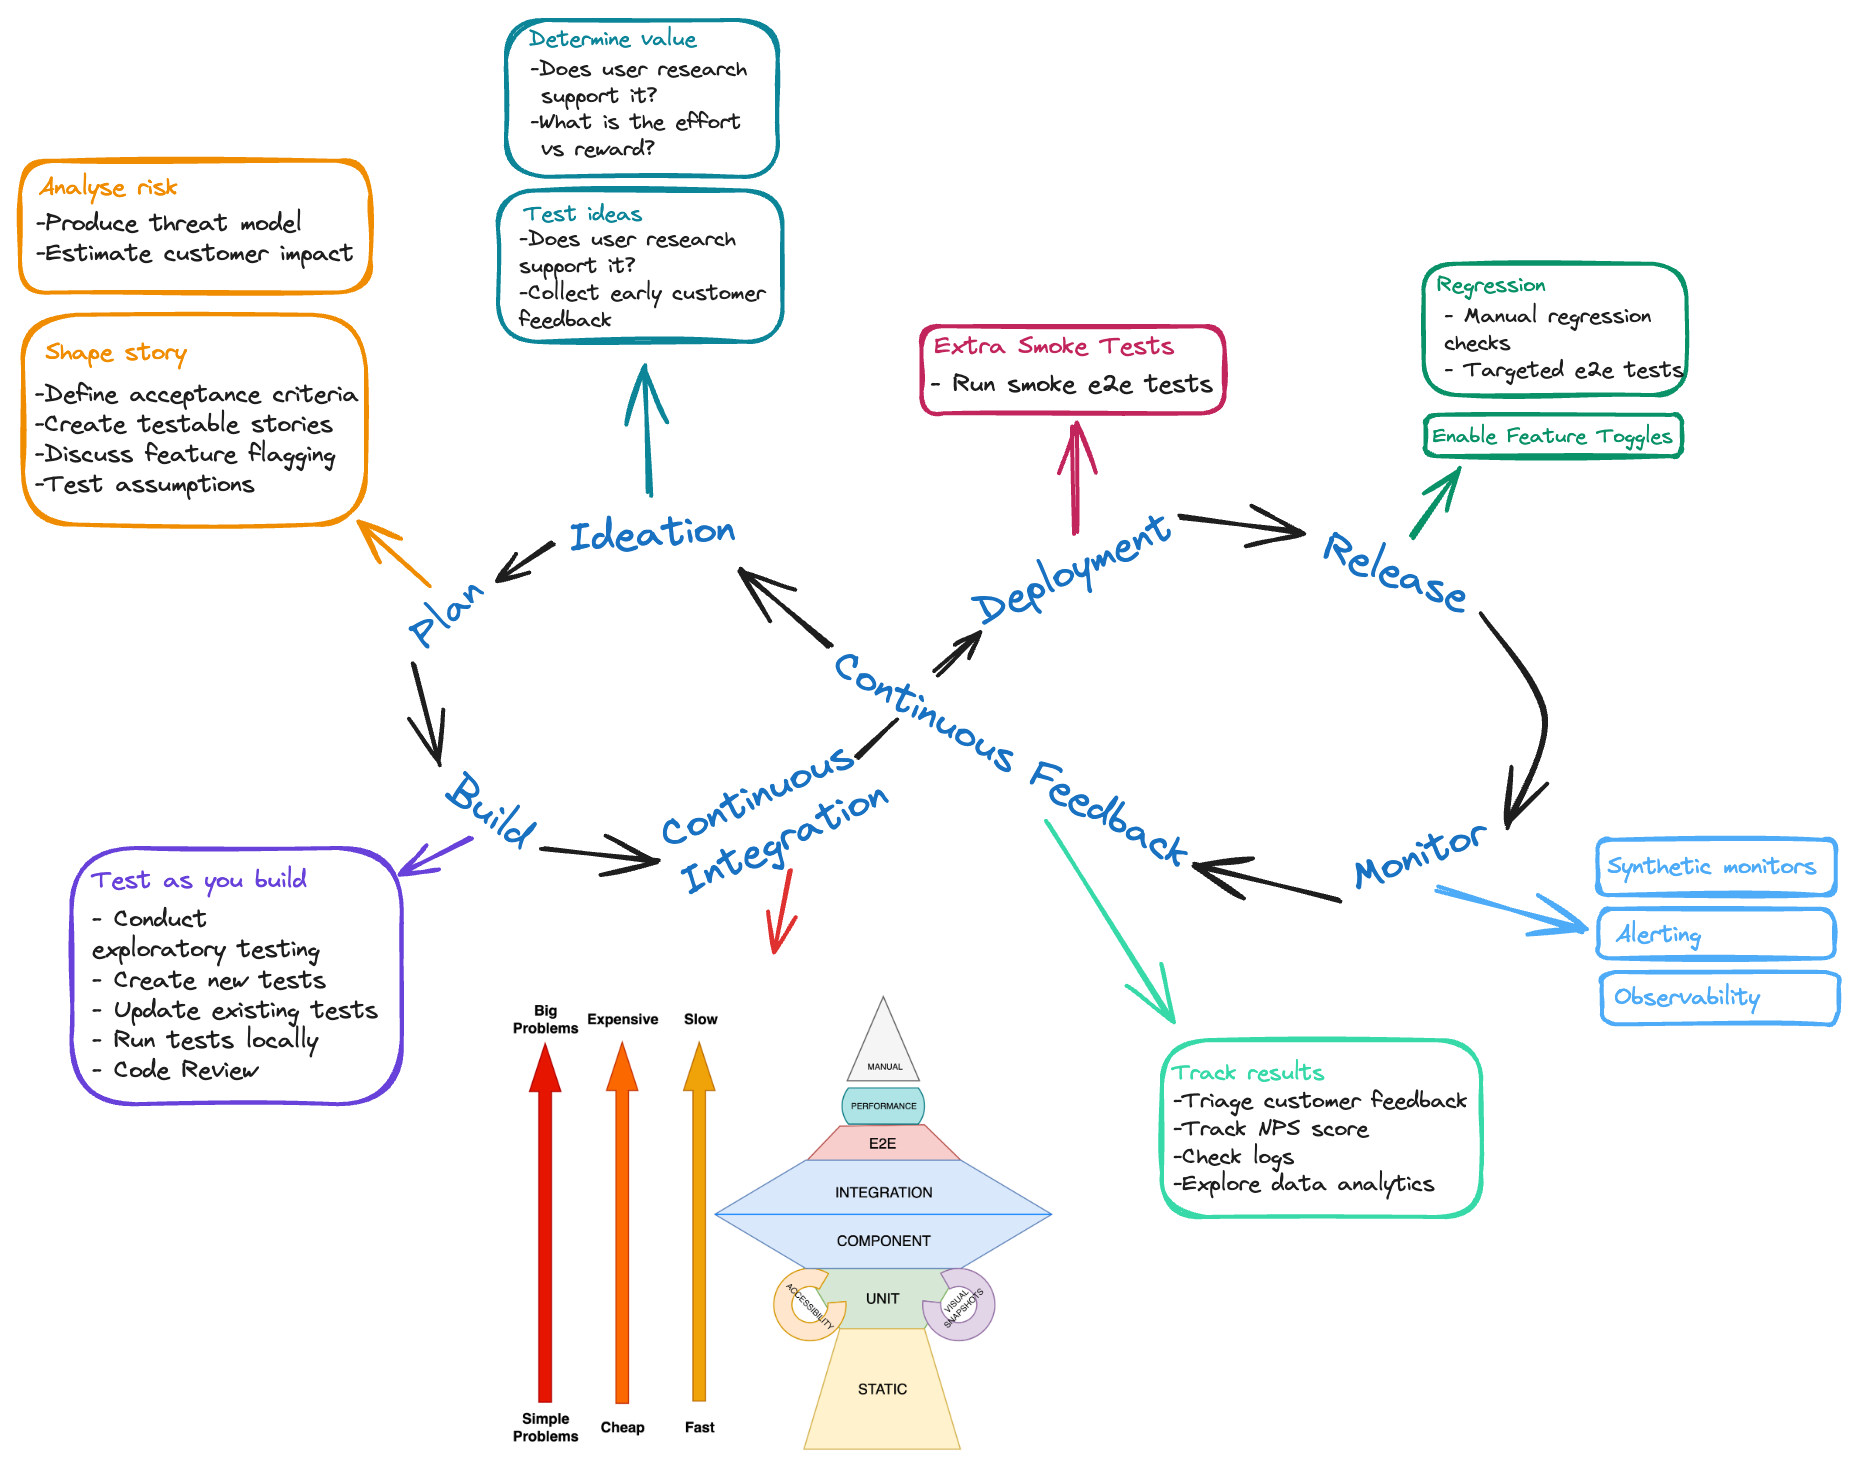 Determine value
-Does user research
support it?
-What is the effort
vs reward?
Test ideas
-Does user research
support it?
-Collect early customer
feedback
Analyse risk
-Produce threat model
-Estimate customer impact
Shape story
-Define acceptance criteria
-Create testable stories
-Discuss feature flagging
-Test assumptions
Extra Smoke Tests
- Run smoke e2e tests
Regression
- Manual regression
checks
- Targeted e2e tests
Enable Feature Toggles
Ideation
Plan
Build
Continuous
Integration
Deployment
Release
Monitor
Continuous Feedback
Test as you build
- Conduct
exploratory testing
- Create new tests
- Update existing tests
- Run tests locally
- Code Review
Synthetic monitors
Alerting
Observability
Track results
-Triage customer feedback
-Track NPS score
-Check logs
-Explore data analytics
Big
Problems
Expensive
Slow
Simple
Problems
Cheap
Fast
MANUAL
PERFORMANCE
E2E
INTEGRATION
COMPONENT
UNIT
ACCESSIBILITY
VISUAL
SNAPSHOTS
STATIC